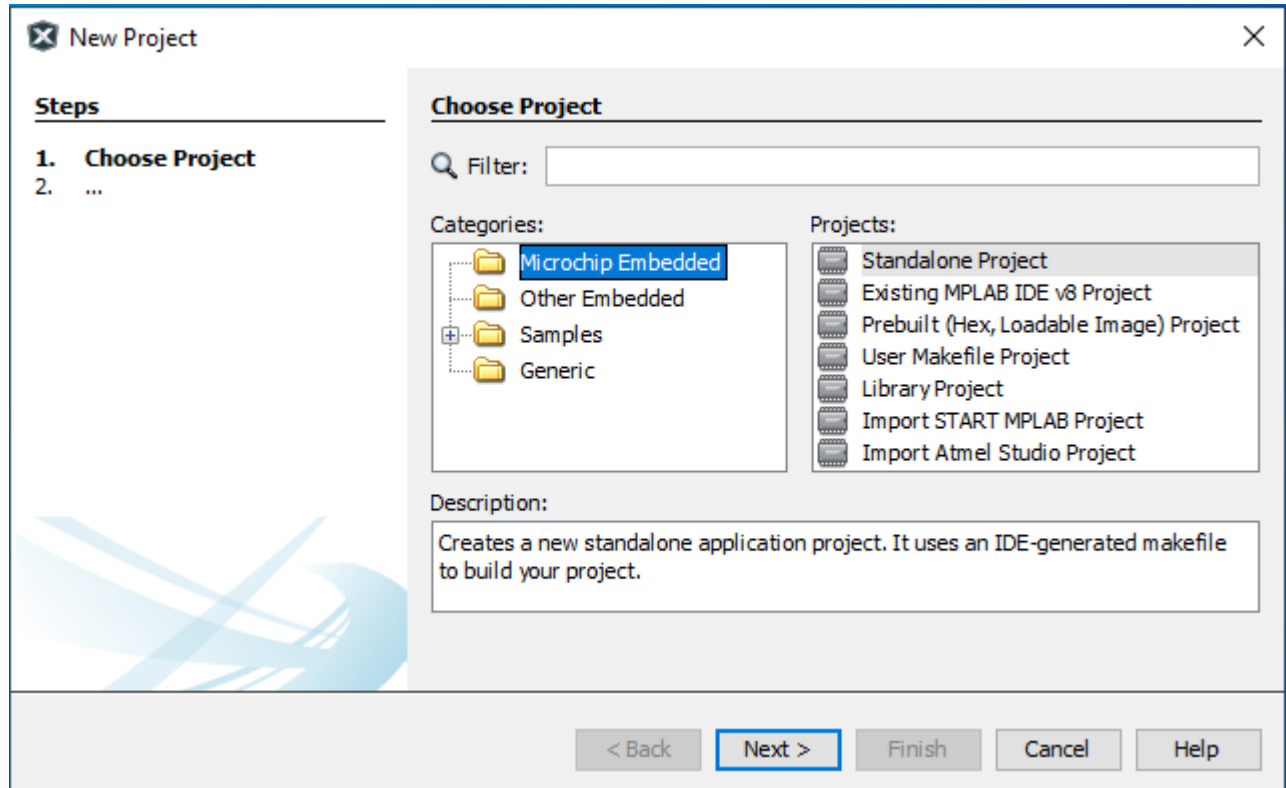 New Project
Steps
1. Choose Project
2. ...
Choose Project
Filter:
Categories:
Microchip Embedded
Other Embedded
Samples
Generic
Projects:
Standalone Project
Existing MPLAB IDE v8 Project
Prebuilt (Hex, Loadable Image) Project
User Makefile Project
Library Project
Import START MPLAB Project
Import Atmel Studio Project
Description:
Creates a new standalone application project. It uses an IDE-generated makefile
to build your project.
< Back
Next >
Finish
Cancel
Help